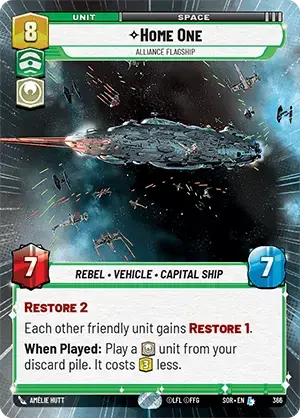 UNIT SPACE
8
HOME ONE
ALLIANCE FLAGSHIP
7 REBEL • VEHICLE • CAPITAL SHIP 7
RESTORE 2
Each other friendly unit gains RESTORE 1.
When Played: Play a unit from your
discard pile. It costs 3 less.
AMÉLIE HUTT ©LFL ©FFG SOR • EN 366